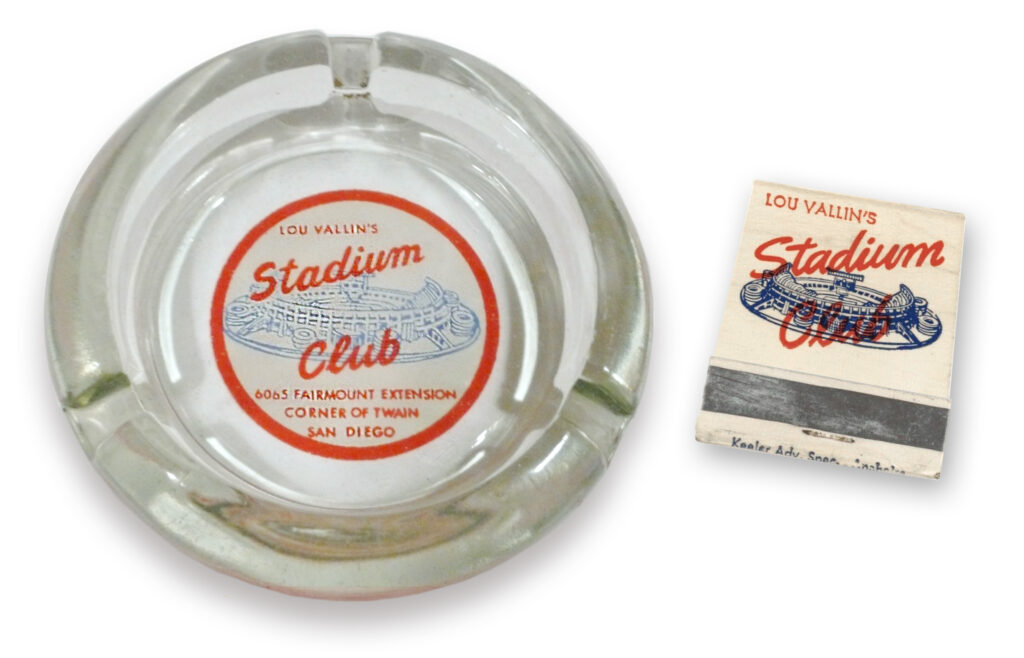 LOU VALLIN'S
Stadium
Club
6065 FAIRMOUNT EXTENSION
CORNER OF TWAIN
SAN DIEGO
LOU VALLIN'S
Stadium
Club
Keeler Adv.